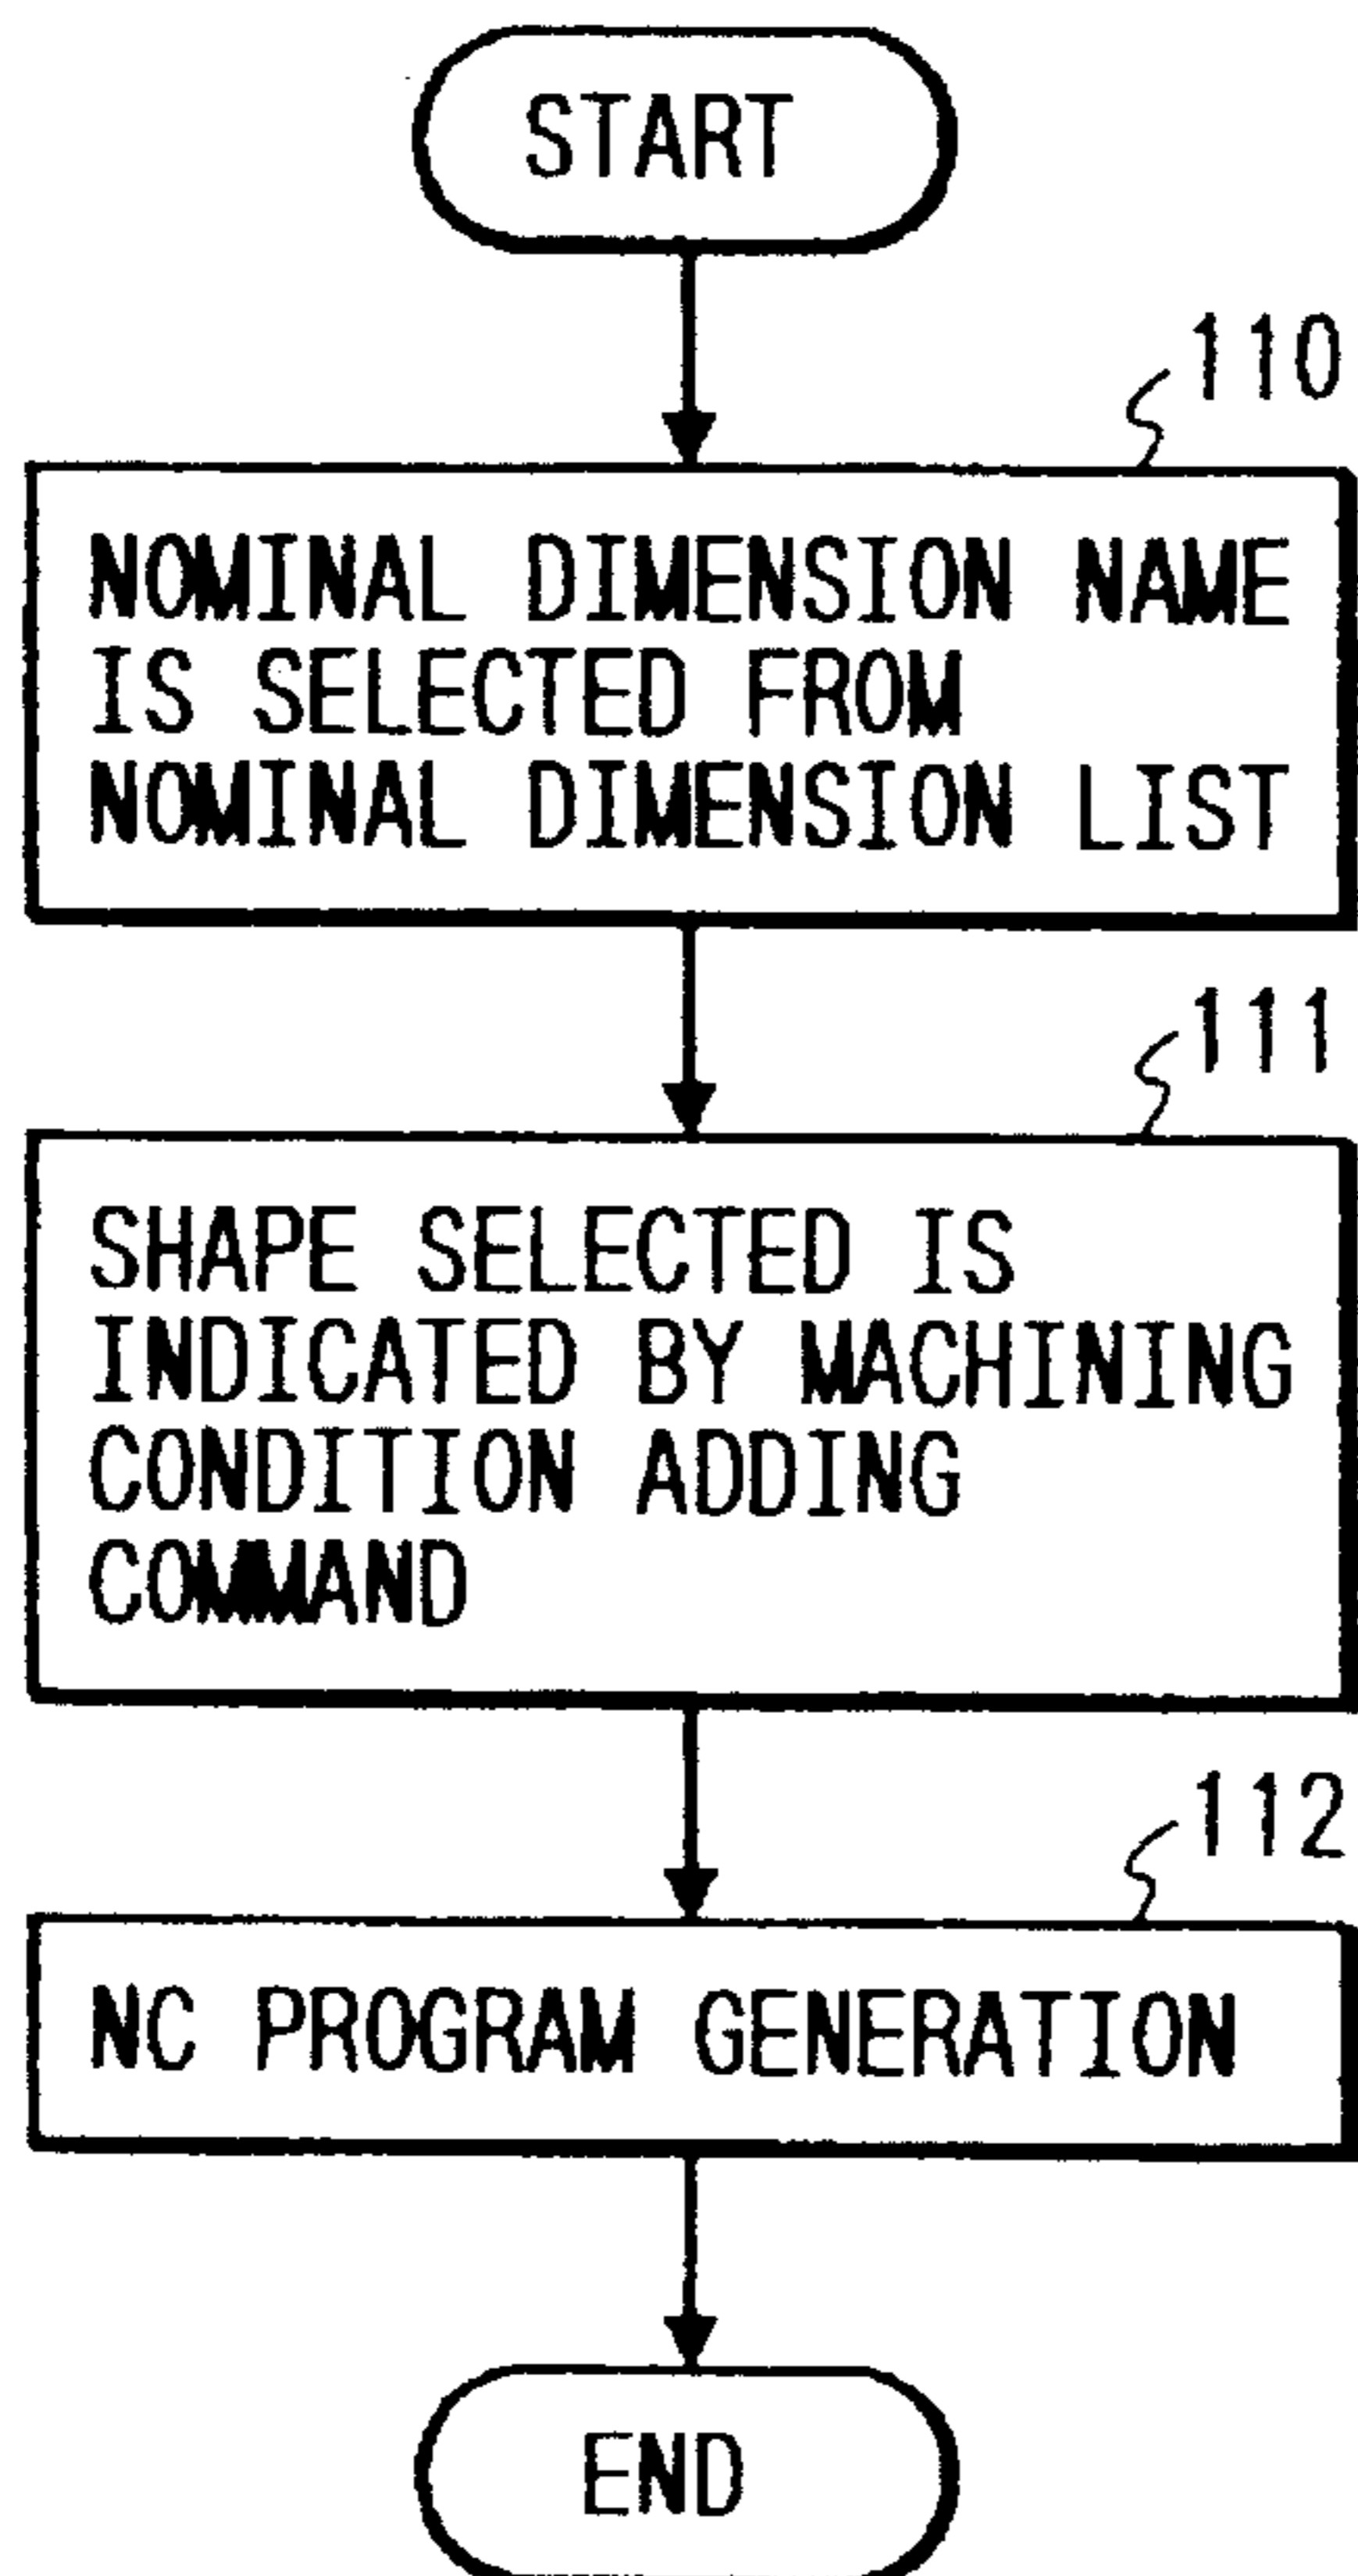 START
110
NOMINAL DIMENSION NAME
IS SELECTED FROM
NOMINAL DIMENSION LIST
111
SHAPE SELECTED IS
INDICATED BY MACHINING
CONDITION ADDING
COMMAND
112
NC PROGRAM GENERATION
END